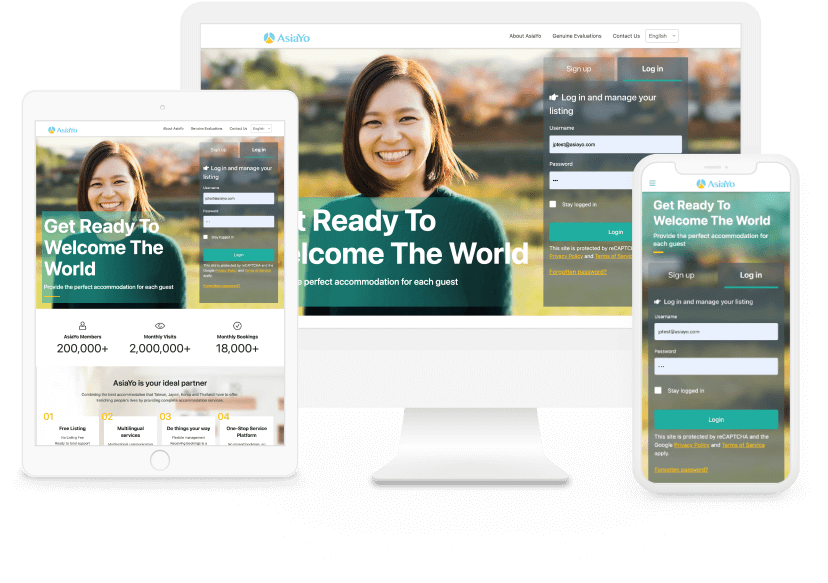 AsiaYo
About AsiaYo Genuine Evaluations Contact Us English
Sign up Log in
Log in and manage your
listing
Username
jptest@asiayo.com
Password
•••
Stay logged in
Login
This site is protected by reCAPTCHA
Privacy Policy and Terms of Service
Forgotten password?
t Ready To
elcome The World
e perfect accommodation for each guest
AsiaYo
About AsiaYo Genuine Evaluations Contact Us English
Sign up Log in
Log in and manage your
listing
Username
jptest@asiayo.com
Password
•••
Stay logged in
Login
This site is protected by reCAPTCHA and the
Google Privacy Policy and Terms of Service
apply.
Forgotten password?
Get Ready To
Welcome The
World
Provide the perfect accommodation for each guest
AsiaYo Members Monthly Visits Monthly Bookings
200,000+ 2,000,000+ 18,000+
AsiaYo is your ideal partner
Combining the best accommodations that Taiwan, Japan, Korea and Thailand have to offer.
Enriching people's lives by providing complete accommodation services.
01 02 03 04
Free Listing Multilingual services Do things your way One-Stop Service Platform
No Listing Fee
Ready to host support
Flexible management
AsiaYo
Get Ready To
Welcome The World
Provide the perfect accommodation for
each guest
Sign up Log in
Log in and manage your listing
Username
jptest@asiayo.com
Password
•••
Stay logged in
Login
This site is protected by reCAPTCHA and the
Google Privacy Policy and Terms of Service
apply.
Forgotten password?